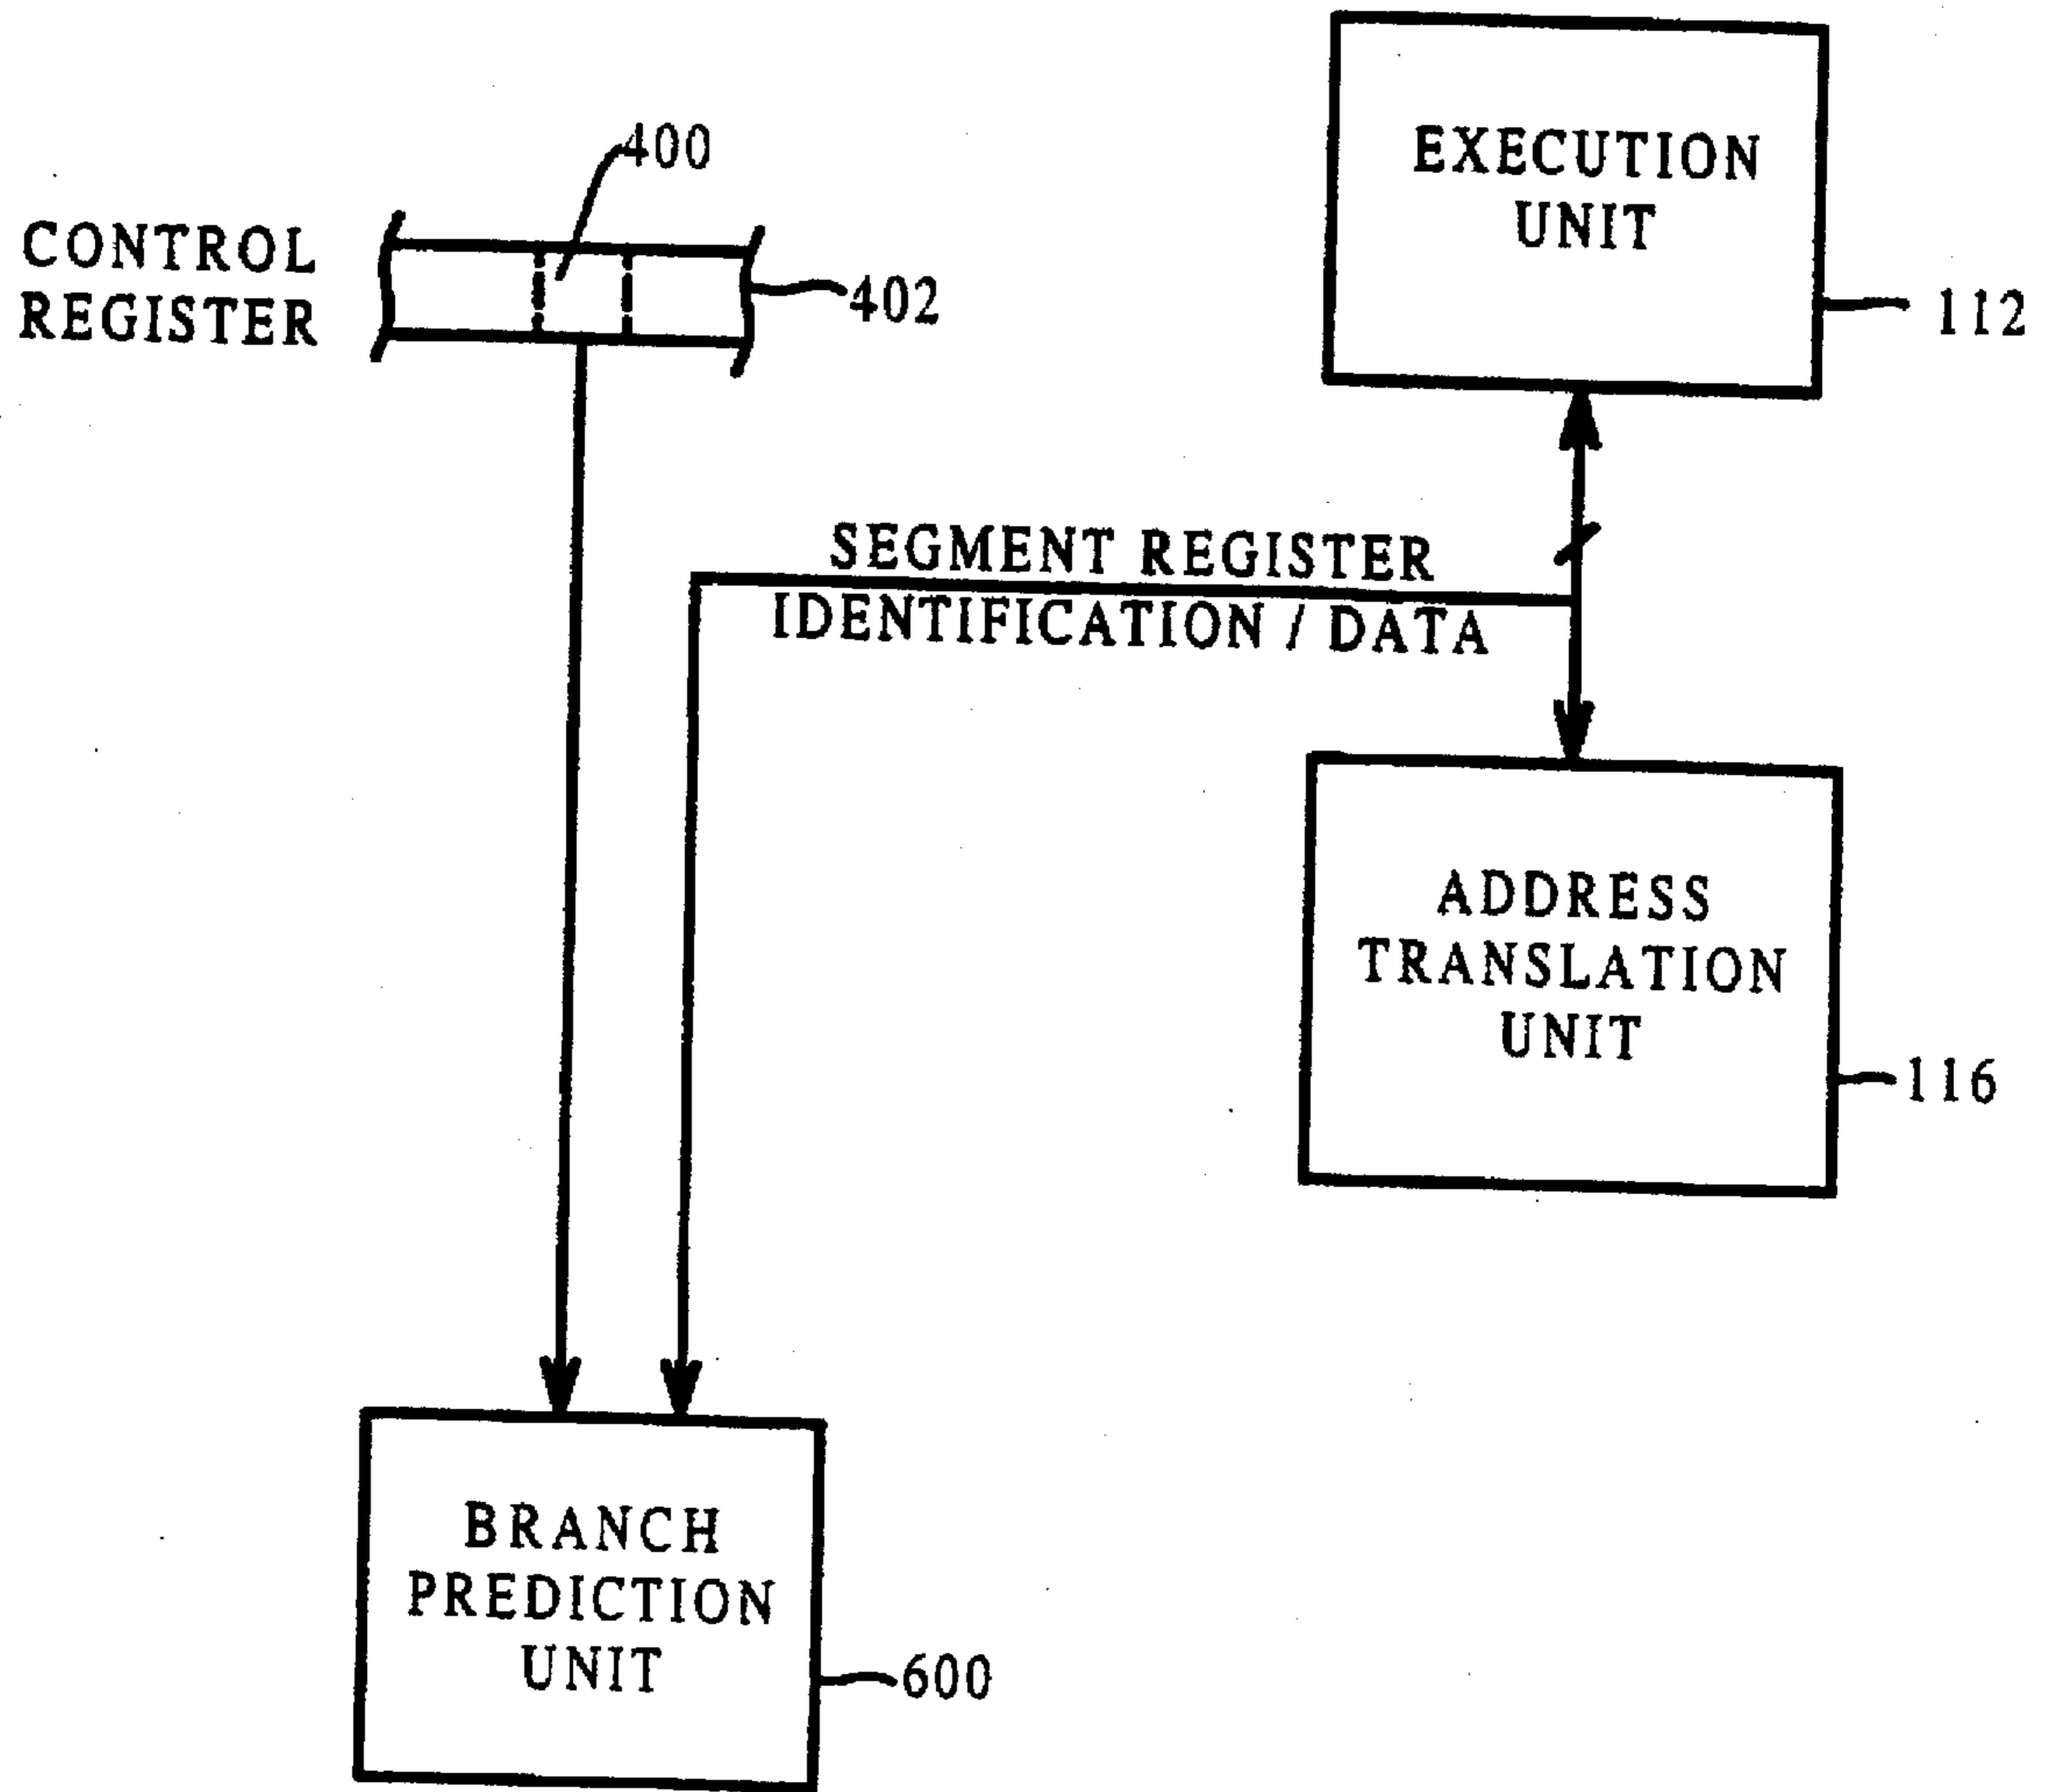 EXECUTION
UNIT
112
400
CONTROL
REGISTER
402
SEGMENT REGISTER
IDENTIFICATION / DATA
ADDRESS
TRANSLATION
UNIT
116
BRANCH
PREDICTION
UNIT
600